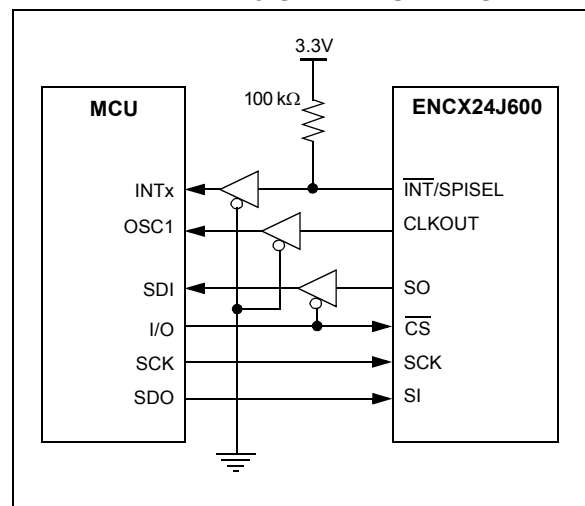 3.3V
100 kΩ
MCU
ENCX24J600
INTx
INT/SPISEL
OSC1
CLKOUT
SDI
SO
I/O
CS
SCK
SCK
SDO
SI